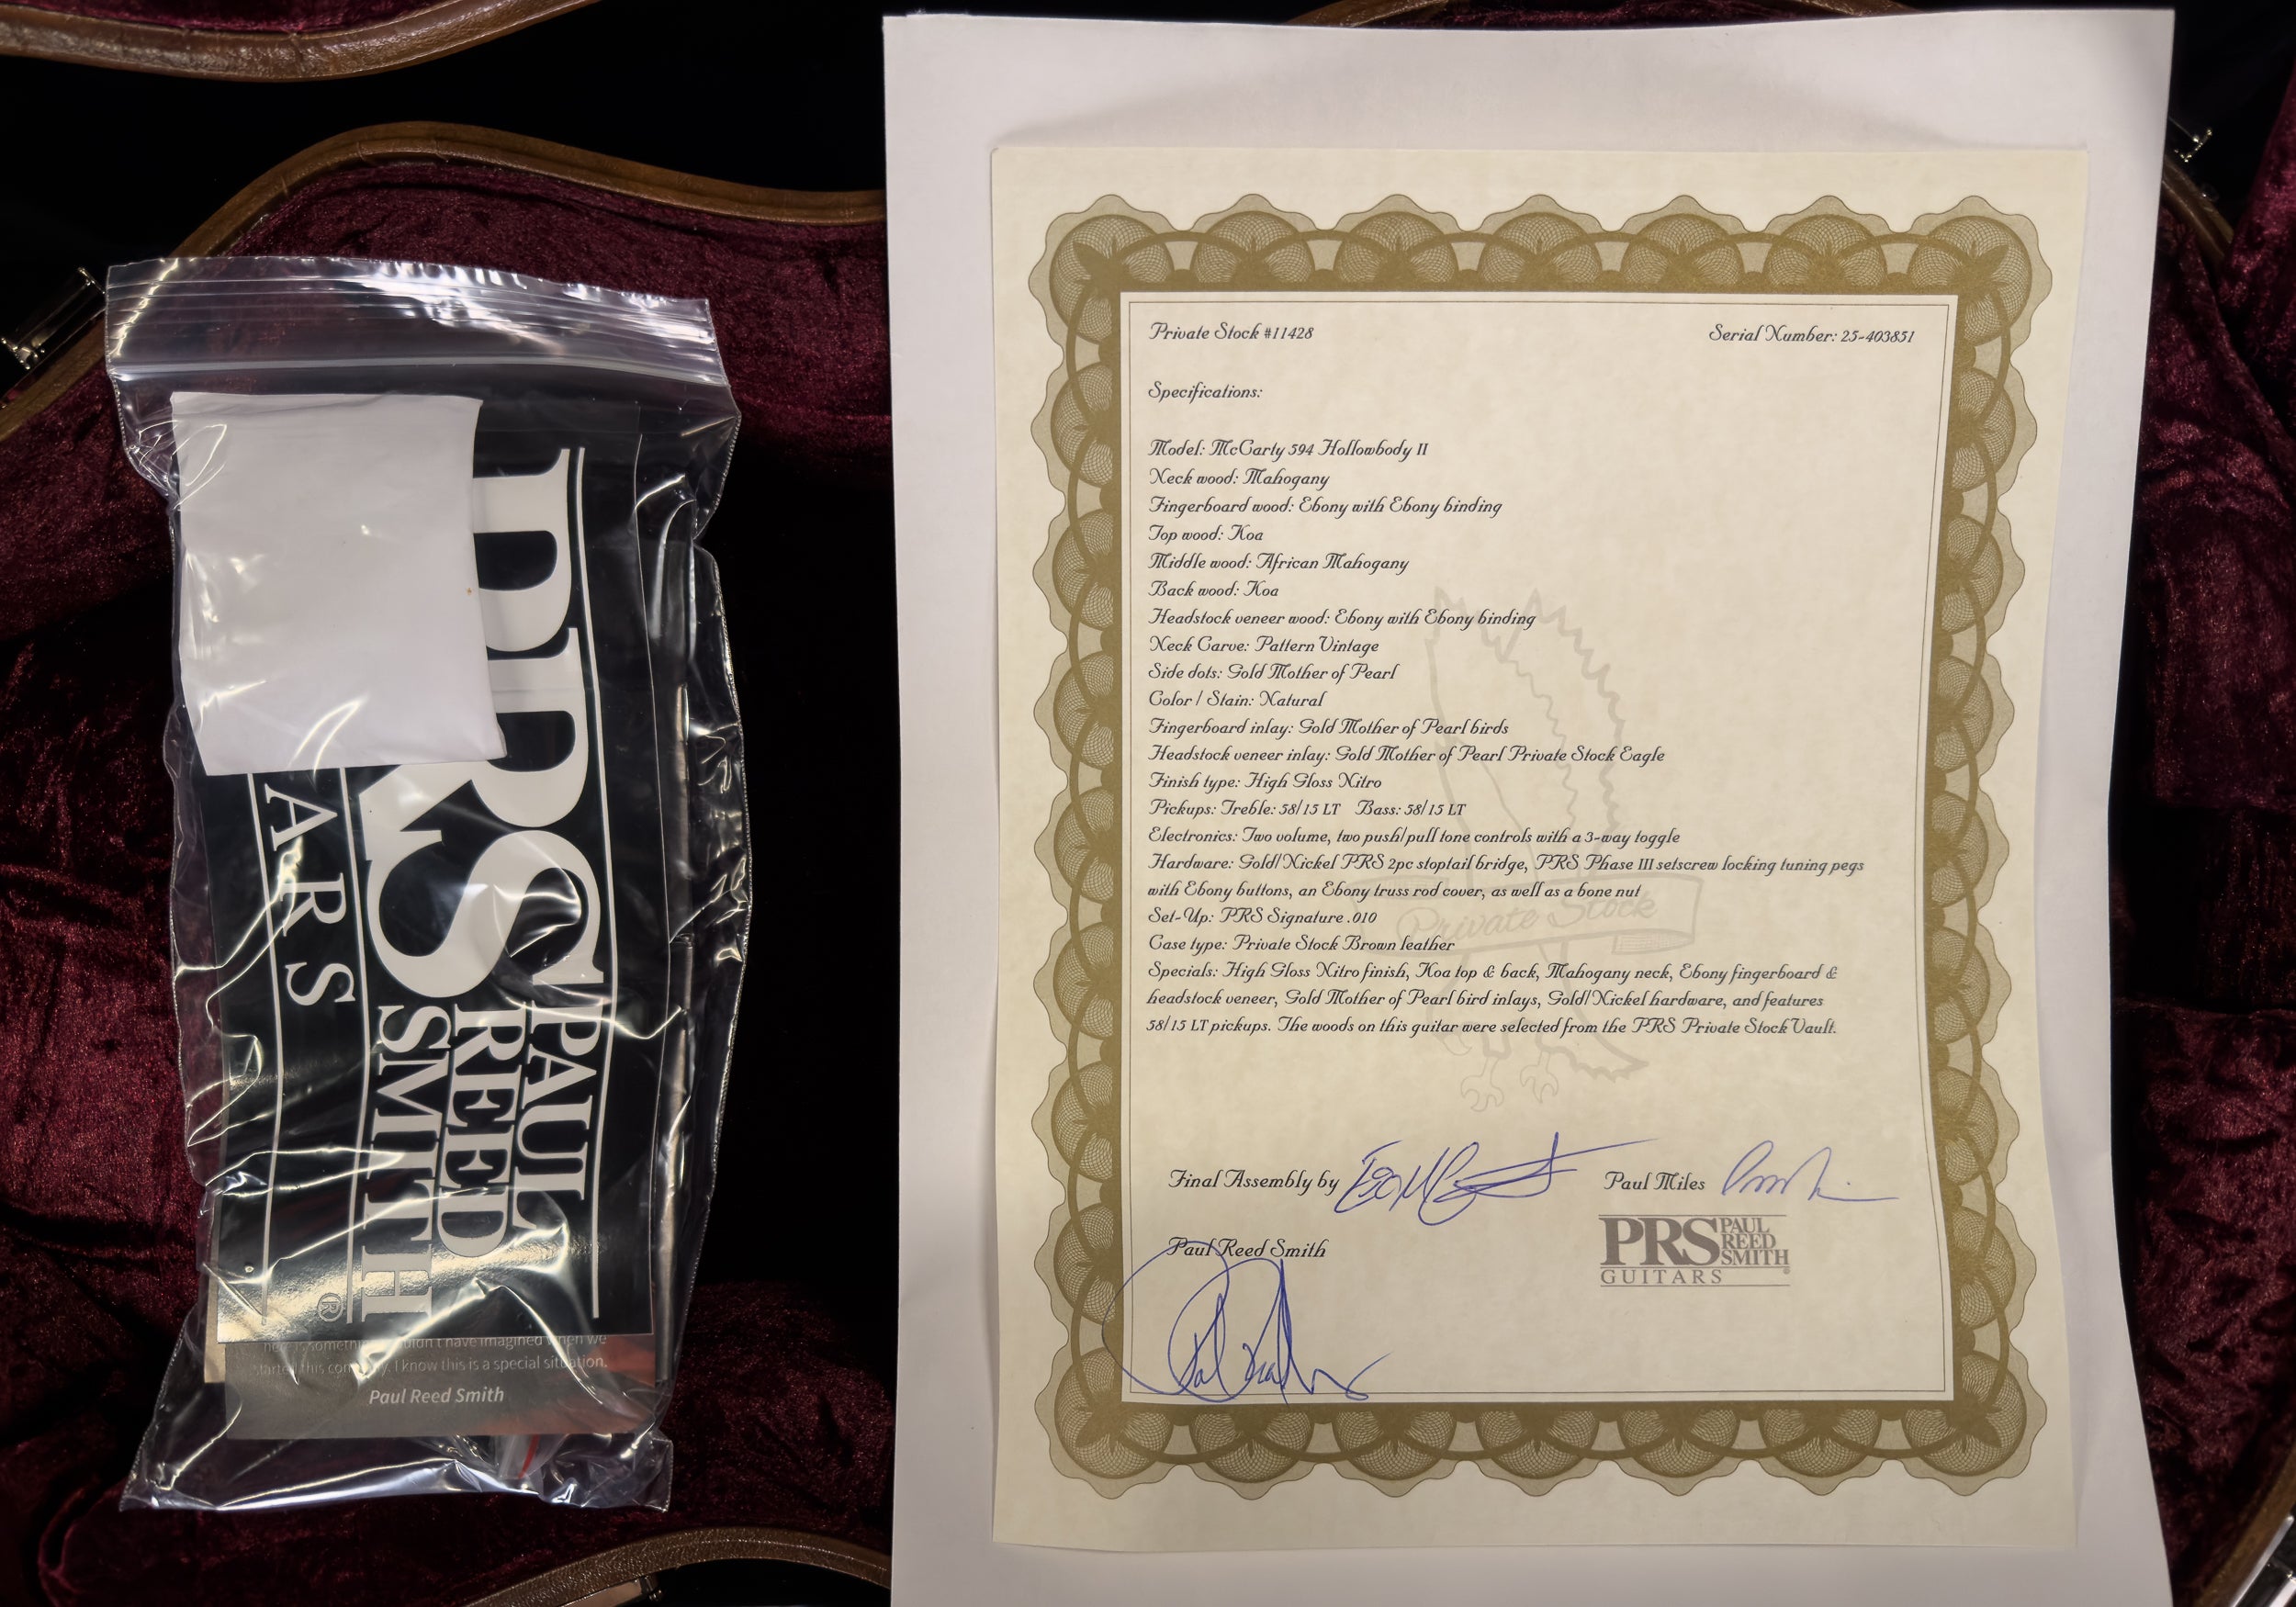 PRS PAUL
REED
SMITH
®
ARS
started this company, I know this is a special situation.
Paul Reed Smith
Private Stock #11428
Serial Number: 25-403851
Specifications:
Model: McCarty 594 Hollowbody II
Neck wood: Mahogany
Fingerboard wood: Ebony with Ebony binding
Top wood: Koa
Middle wood: African Mahogany
Back wood: Koa
Headstock veneer wood: Ebony with Ebony binding
Neck Carve: Pattern Vintage
Side dots: Gold Mother of Pearl
Color / Stain: Natural
Fingerboard inlay: Gold Mother of Pearl birds
Headstock veneer inlay: Gold Mother of Pearl Private Stock Eagle
Finish type: High Gloss Nitro
Pickups: Treble: 58/15 LT Bass: 58/15 LT
Electronics: Two volume, two push/pull tone controls with a 3-way toggle
Hardware: Gold/Nickel PRS 2pc stoptail bridge, PRS Phase III setscrew locking tuning pegs
with Ebony buttons, an Ebony truss rod cover, as well as a bone nut
Set-Up: PRS Signature .010
Private Stock
Case type: Private Stock Brown leather
Specials: High Gloss Nitro finish, Koa top & back, Mahogany neck, Ebony fingerboard &
headstock veneer, Gold Mother of Pearl bird inlays, Gold/Nickel hardware, and features
58/15 LT pickups. The woods on this guitar were selected from the PRS Private Stock Vault.
Final Assembly by
Paul Miles
Paul Reed Smith
PRS PAUL
REED
SMITH
GUITARS